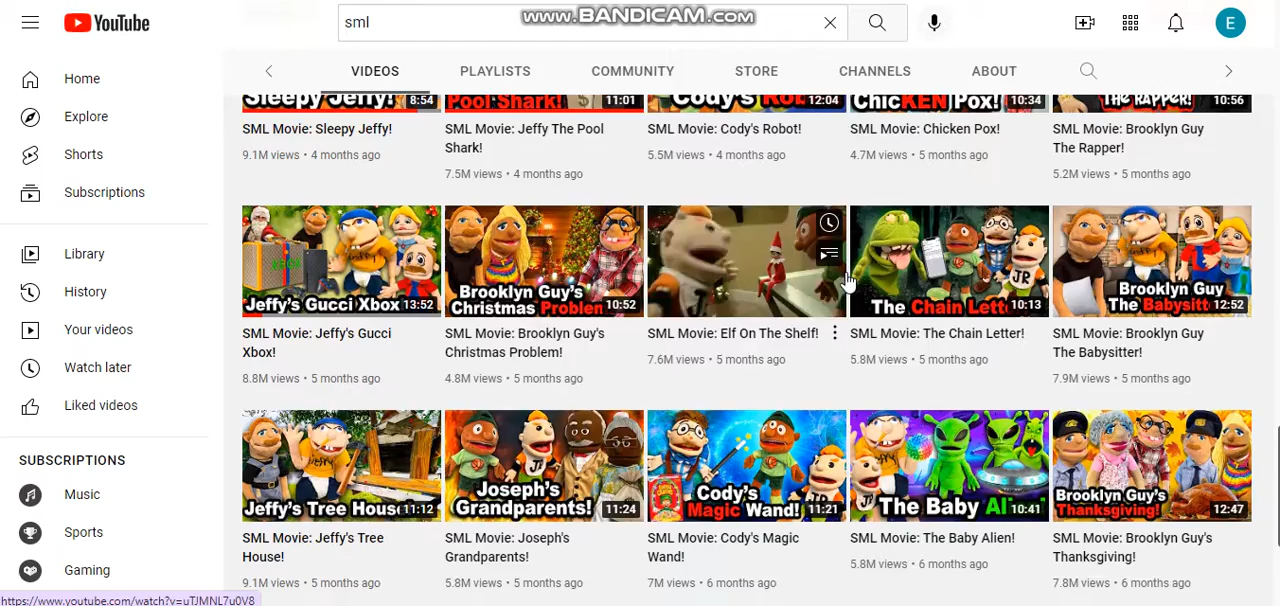 www.BANDICAM.com
YouTube
sml
E
Home
Explore
Shorts
Subscriptions
Library
History
Your videos
Watch later
Liked videos
SUBSCRIPTIONS
Music
Sports
Gaming
VIDEOS PLAYLISTS COMMUNITY STORE CHANNELS ABOUT
Sleepy Jeffy! 8:54
Pool Shark! 11:01
Cody's 12:04
ChicKEN Pox! 10:34
THE RAPPER! 10:56
SML Movie: Sleepy Jeffy!
9.1M views • 4 months ago
SML Movie: Jeffy The Pool
Shark!
7.5M views • 4 months ago
SML Movie: Cody's Robot!
5.5M views • 4 months ago
SML Movie: Chicken Pox!
4.7M views • 5 months ago
SML Movie: Brooklyn Guy
The Rapper!
5.2M views • 5 months ago
XBOX
Jeffy's Gucci Xbox! 13:52
Brooklyn Guy's
Christmas Problem! 10:52
JR
The Chain Letter! 10:13
Brooklyn Guy
The Babysitt 12:52
SML Movie: Jeffy's Gucci
Xbox!
8.8M views • 5 months ago
SML Movie: Brooklyn Guy's
Christmas Problem!
4.8M views • 5 months ago
SML Movie: Elf On The Shelf!
7.6M views • 5 months ago
SML Movie: The Chain Letter!
5.8M views • 5 months ago
SML Movie: Brooklyn Guy
The Babysitter!
7.9M views • 5 months ago
Jeffy
Jeffy's Tree House! 11:12
JR
Joseph's
Grandparents! 11:24
Cody's
Magic Wand! 11:21
The Baby Al 10:41
Brooklyn Guy's
Thanksgiving! 12:47
SML Movie: Jeffy's Tree
House!
9.1M views • 5 months ago
SML Movie: Joseph's
Grandparents!
5.8M views • 5 months ago
SML Movie: Cody's Magic
Wand!
7M views • 6 months ago
SML Movie: The Baby Alien!
5.8M views • 6 months ago
SML Movie: Brooklyn Guy's
Thanksgiving!
7.8M views • 6 months ago
https://www.youtube.com/watch?v=uTJMNL7u0V8